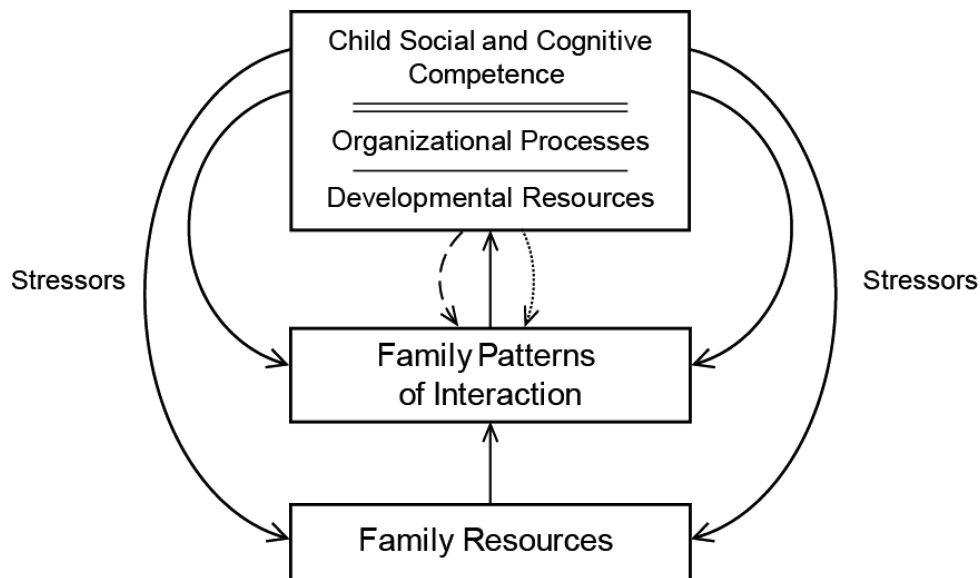 Child Social and Cognitive
Competence
Organizational Processes
Developmental Resources
Stressors
Stressors
Family Patterns
of Interaction
Family Resources